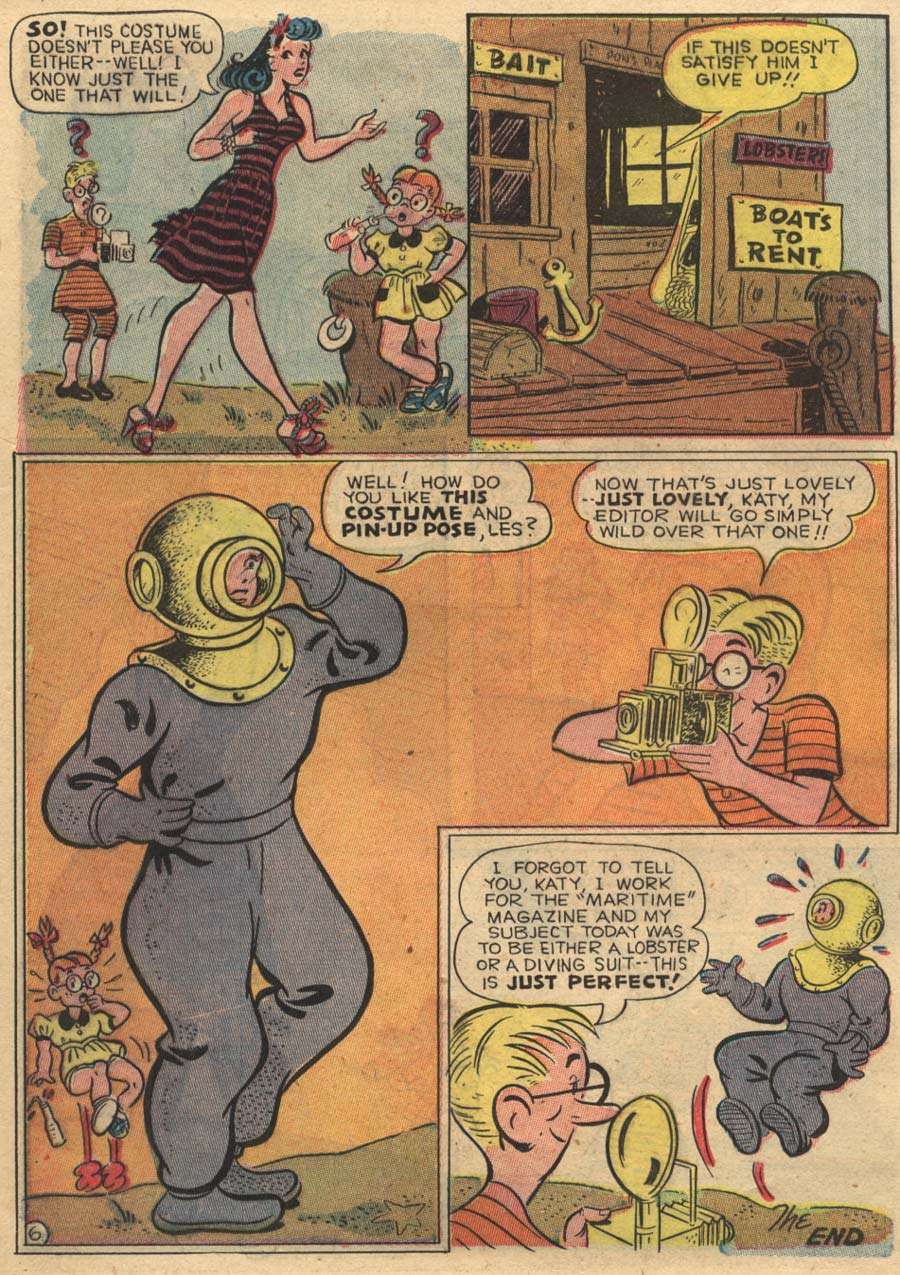 SO! THIS COSTUME
DOESN'T PLEASE YOU
EITHER--WELL! I
KNOW JUST THE
ONE THAT WILL!
?
?
BAIT
IF THIS DOESN'T
SATISFY HIM I
GIVE UP!!
LOBSTERS
BOAT'S
TO
RENT
WELL! HOW DO
YOU LIKE THIS
COSTUME AND
PIN-UP POSE, LES?
NOW THAT'S JUST LOVELY
--JUST LOVELY, KATY, MY
EDITOR WILL GO SIMPLY
WILD OVER THAT ONE!!
I FORGOT TO TELL
YOU, KATY, I WORK
FOR THE "MARITIME"
MAGAZINE AND MY
SUBJECT TODAY WAS
TO BE EITHER A LOBSTER
OR A DIVING SUIT--THIS
IS JUST PERFECT!
6
THE
END